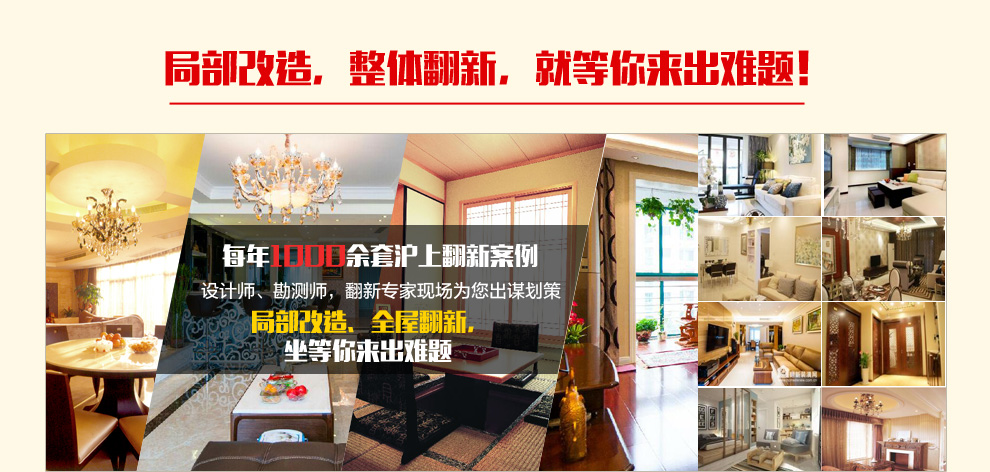 局部改造，整体翻新，就等你来出难题！
每年1000余套沪上翻新案例
设计师、勘测师，翻新专家现场为您出谋划策
局部改造、全屋翻新，
坐等你来出难题